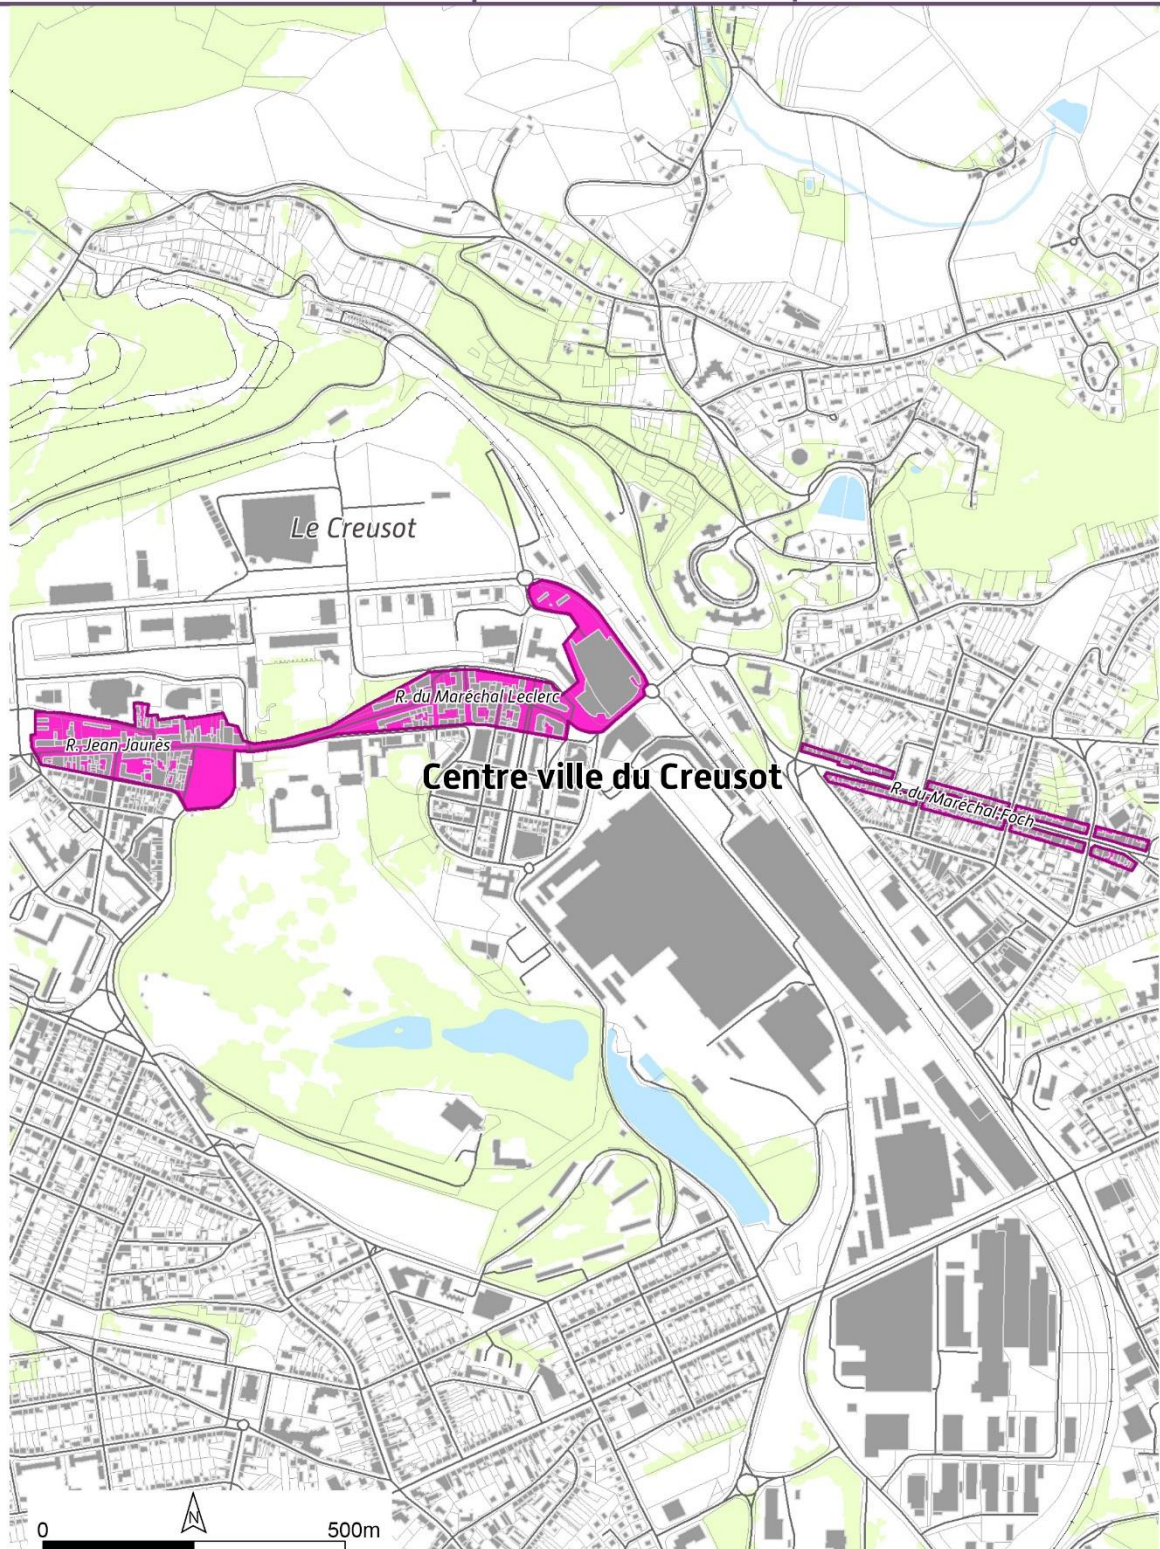 Le Creusot
R. du Maréchal Leclerc
R. Jean Jaurès
Centre ville du Creusot
R. du Maréchal Foch
N
0
500m